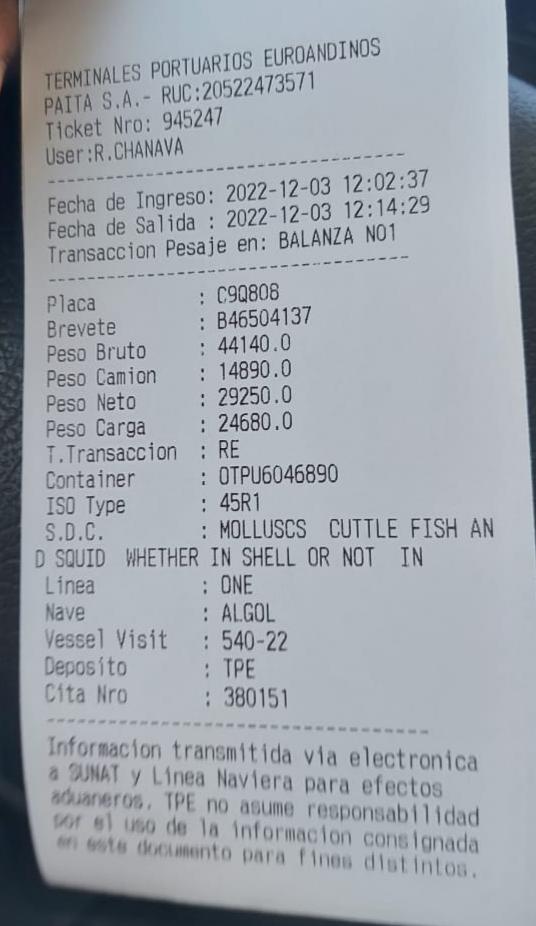 TERMINALES PORTUARIOS EUROANDINOS
PAITA S.A.- RUC:20522473571
Ticket Nro: 945247
User:R.CHANAVA
Fecha de Ingreso: 2022-12-03 12:02:37
Fecha de Salida : 2022-12-03 12:14:29
Transaccion Pesaje en: BALANZA NO1
Placa : C9Q808
Brevete : B46504137
Peso Bruto : 44140.0
Peso Camion : 14890.0
Peso Neto : 29250.0
Peso Carga : 24680.0
T.Transaccion : RE
Container : OTPU6046890
ISO Type : 45R1
S.D.C. : MOLLUSCS CUTTLE FISH AN
D SQUID WHETHER IN SHELL OR NOT IN
Linea : ONE
Nave : ALGOL
Vessel Visit : 540-22
Deposito : TPE
Cita Nro : 380151
Informacion transmitida via electronica
a SUNAT y Linea Naviera para efectos
aduaneros. TPE no asume responsabilidad
por el uso de la informacion consignada
en este documento para fines distintos.